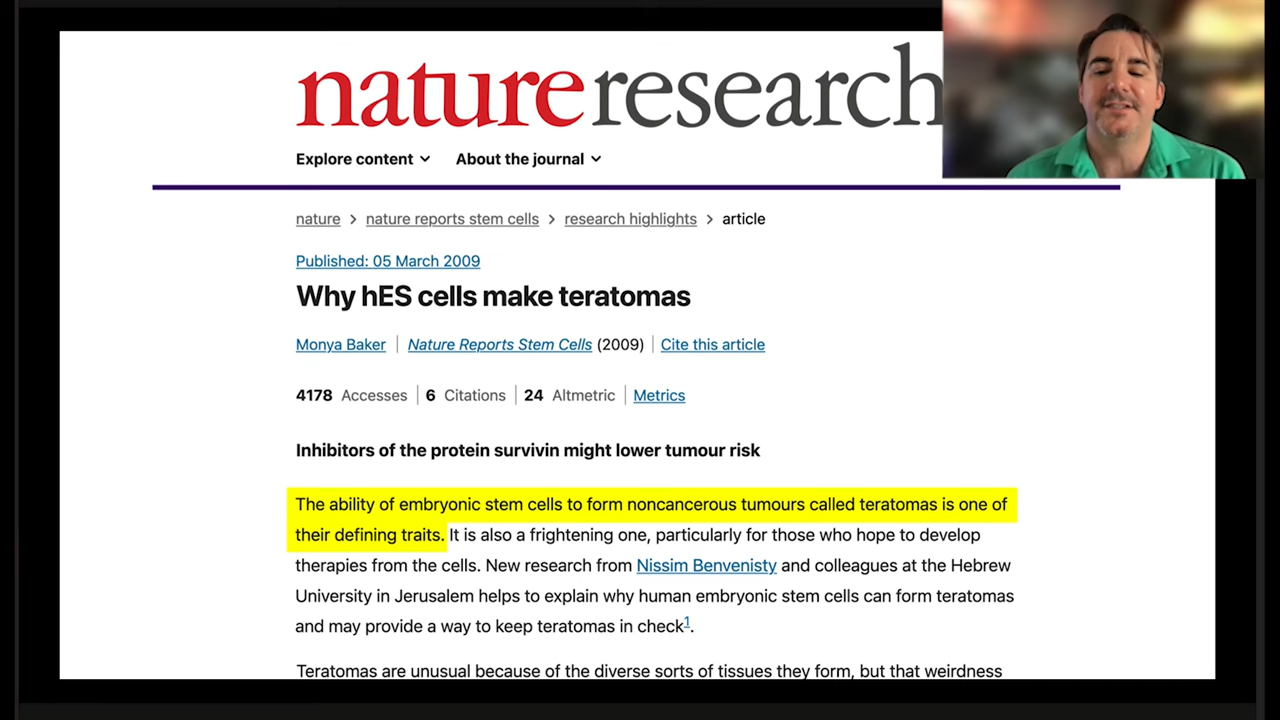 nature research
Explore content About the journal
nature > nature reports stem cells > research highlights > article
Published: 05 March 2009
Why hES cells make teratomas
Monya Baker | Nature Reports Stem Cells (2009) | Cite this article
4178 Accesses | 6 Citations | 24 Altmetric | Metrics
Inhibitors of the protein survivin might lower tumour risk
The ability of embryonic stem cells to form noncancerous tumours called teratomas is one of
their defining traits. It is also a frightening one, particularly for those who hope to develop
therapies from the cells. New research from Nissim Benvenisty and colleagues at the Hebrew
University in Jerusalem helps to explain why human embryonic stem cells can form teratomas
and may provide a way to keep teratomas in check1.
Teratomas are unusual because of the diverse sorts of tissues they form, but that weirdness